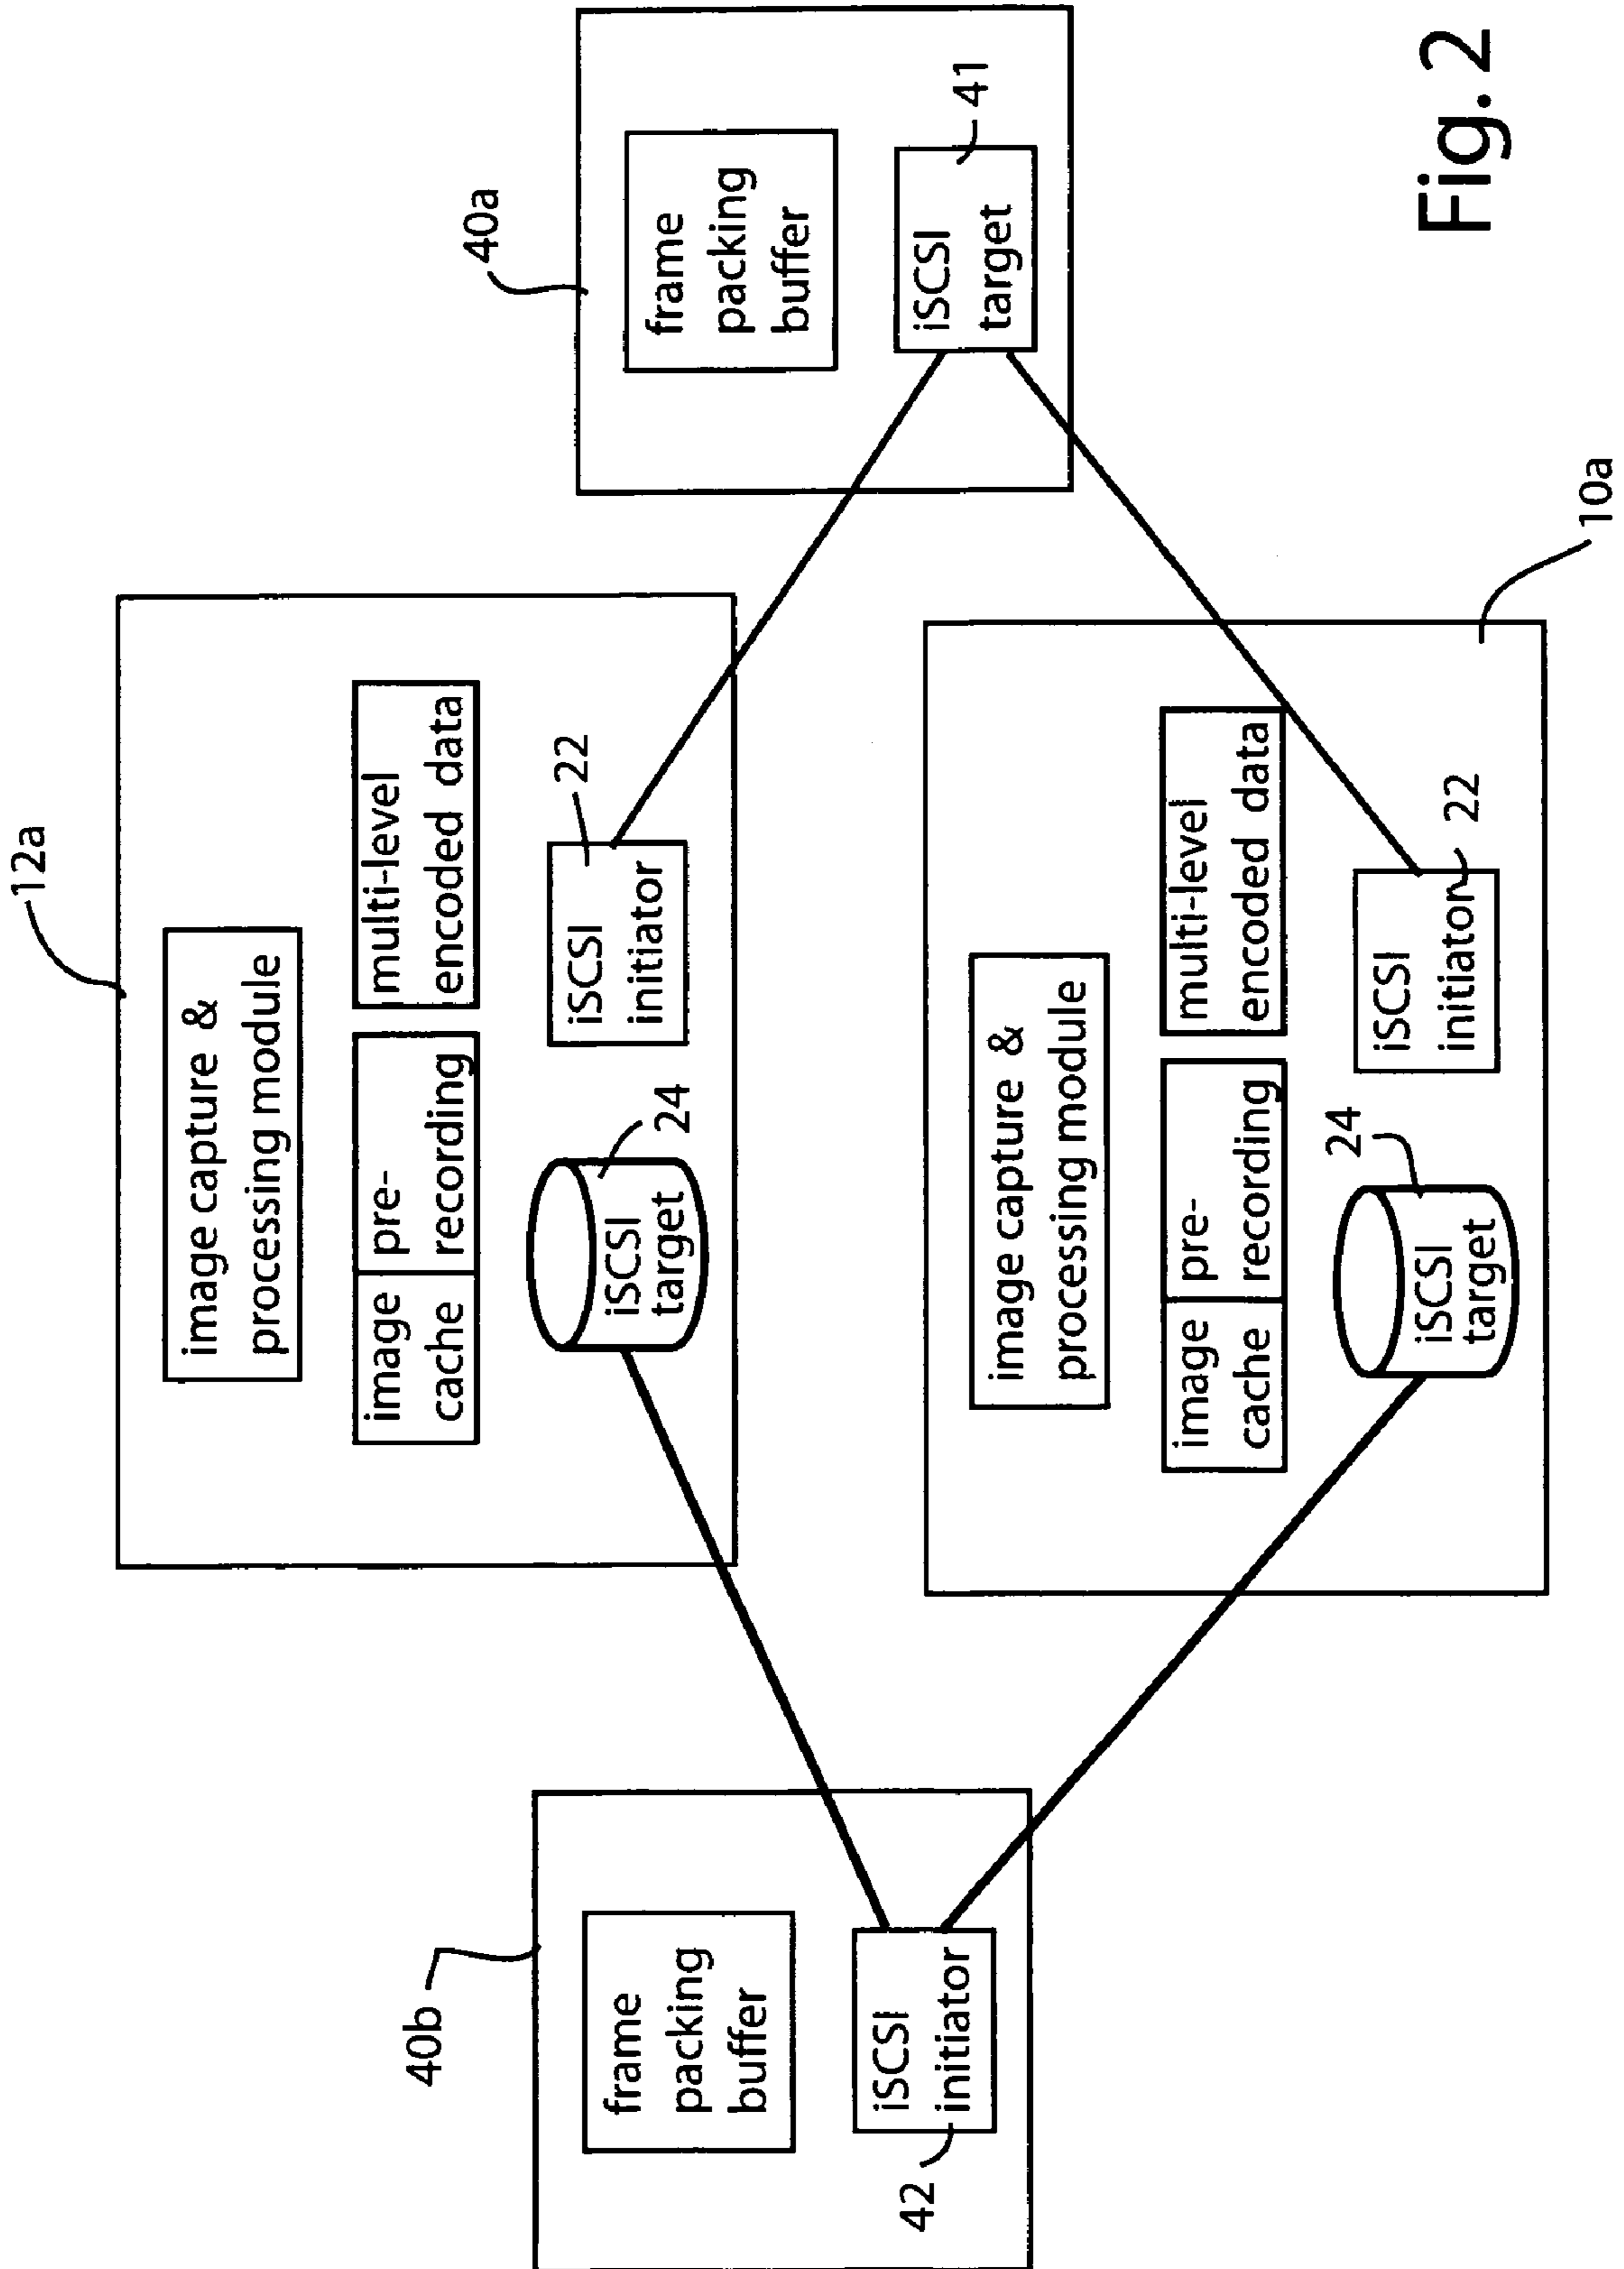 12a
image capture &
processing module
image
cache
pre-
recording
multi-level
encoded data
iSCSI
target
24
iSCSI
initiator
22
40b
frame
packing
buffer
iSCSI
initiator
42
40a
frame
packing
buffer
iSCSI
target
41
image capture &
processing module
image
cache
pre-
recording
multi-level
encoded data
24
iSCSI
target
iSCSI
initiator
22
10a
Fig. 2